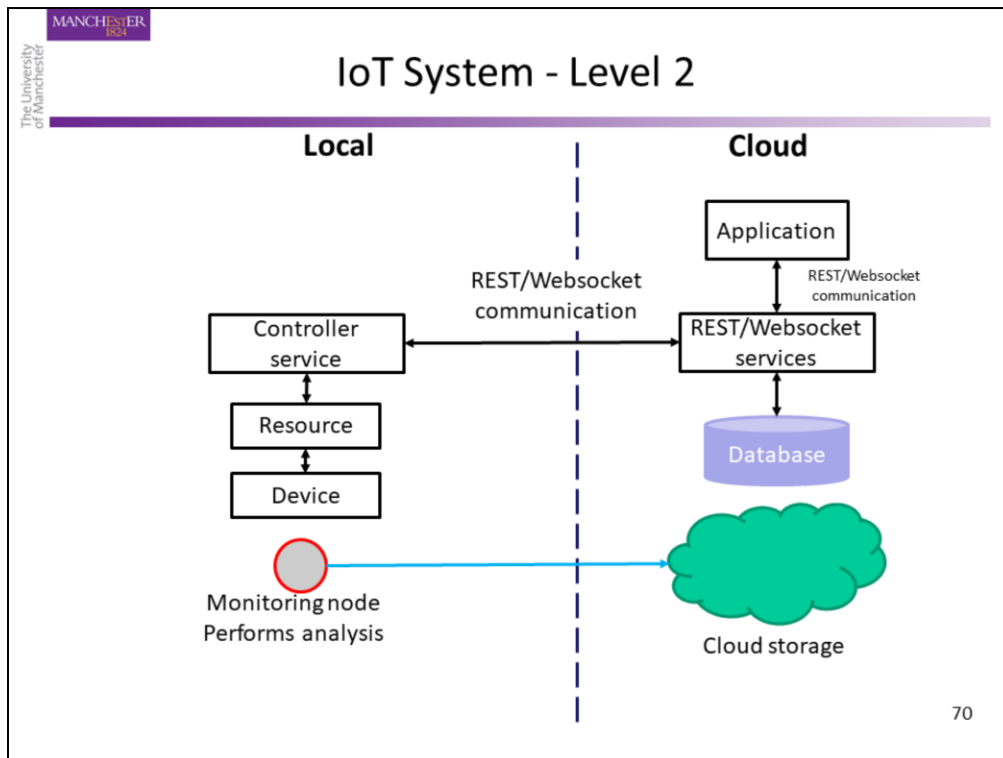 MANCHESTER
1824
The University
of Manchester
IoT System - Level 2
Local
Cloud
Application
REST/Websocket
communication
REST/Websocket
communication
Controller
service
REST/Websocket
services
Resource
Database
Device
Monitoring node
Performs analysis
Cloud storage
70